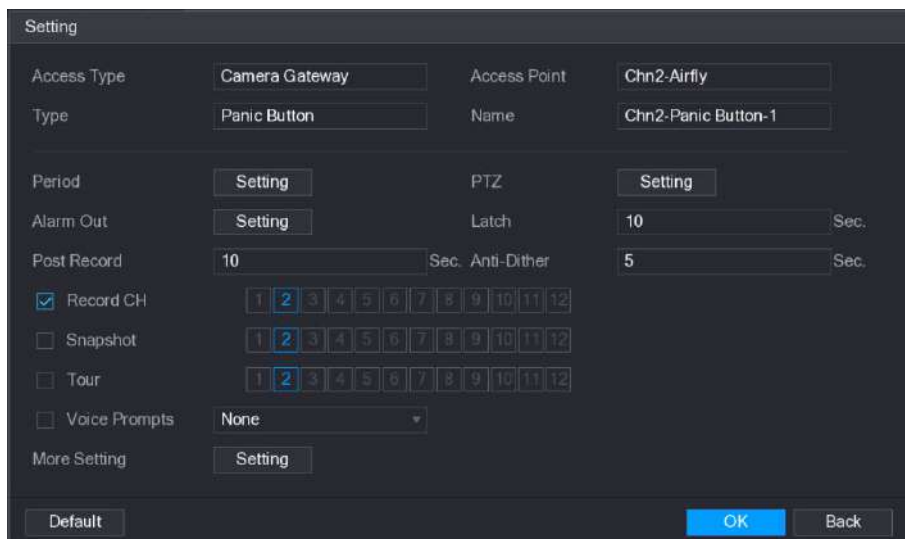 Setting
Access Type Camera Gateway Access Point Chn2-Airfly
Type Panic Button Name Chn2-Panic Button-1
Period Setting PTZ Setting
Alarm Out Setting Latch 10 Sec.
Post Record 10 Sec. Anti-Dither 5 Sec.
Record CH 1 2 3 4 5 6 7 8 9 10 11 12
Snapshot 1 2 3 4 5 6 7 8 9 10 11 12
Tour 1 2 3 4 5 6 7 8 9 10 11 12
Voice Prompts None
More Setting Setting
Default OK Back